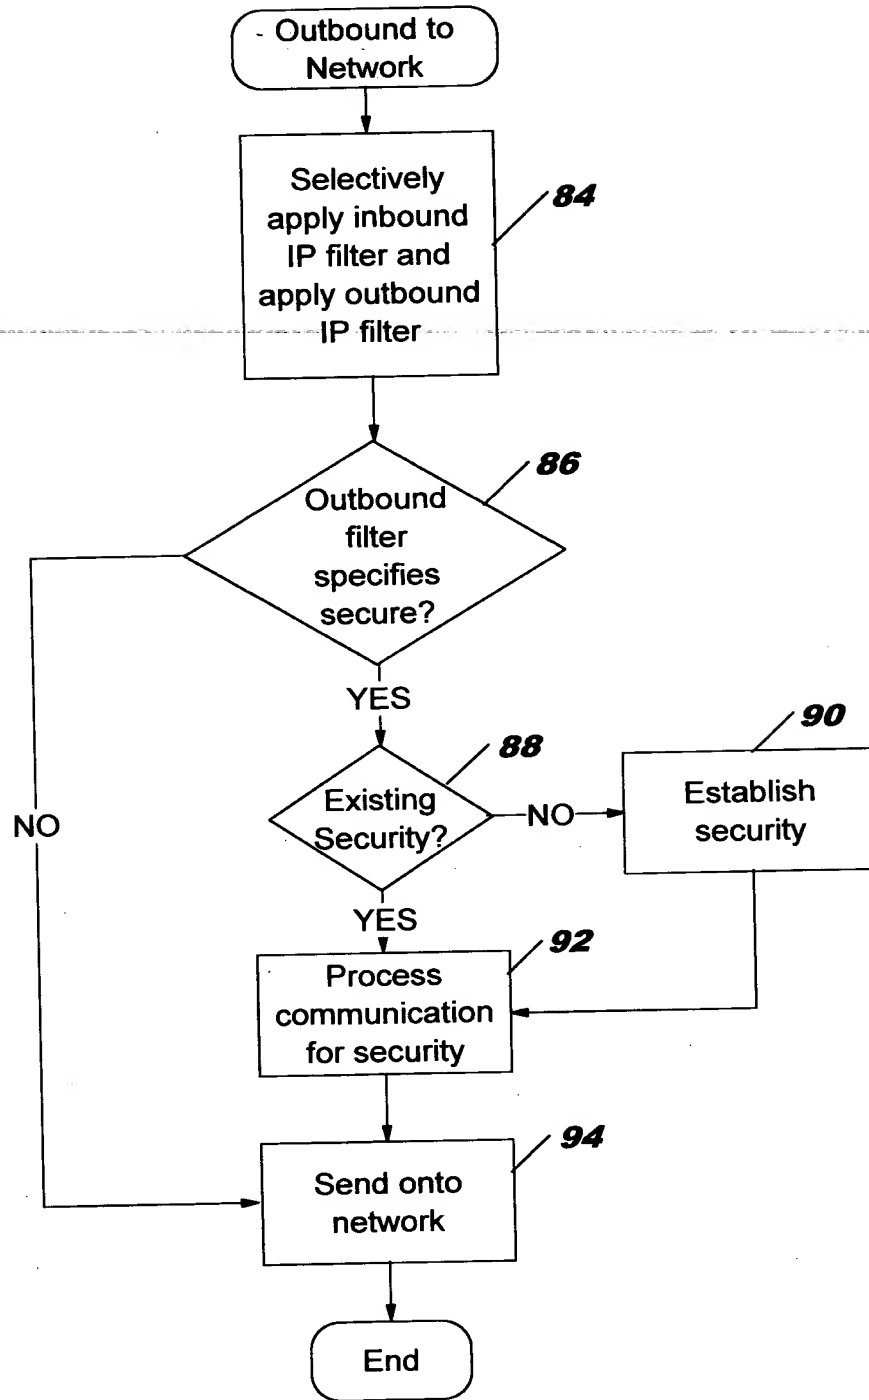 Outbound to
Network
Selectively
apply inbound
IP filter and
apply outbound
IP filter
84
Outbound
filter
specifies
secure?
86
YES
NO
Existing
Security?
88
NO
Establish
security
90
YES
Process
communication
for security
92
Send onto
network
94
End